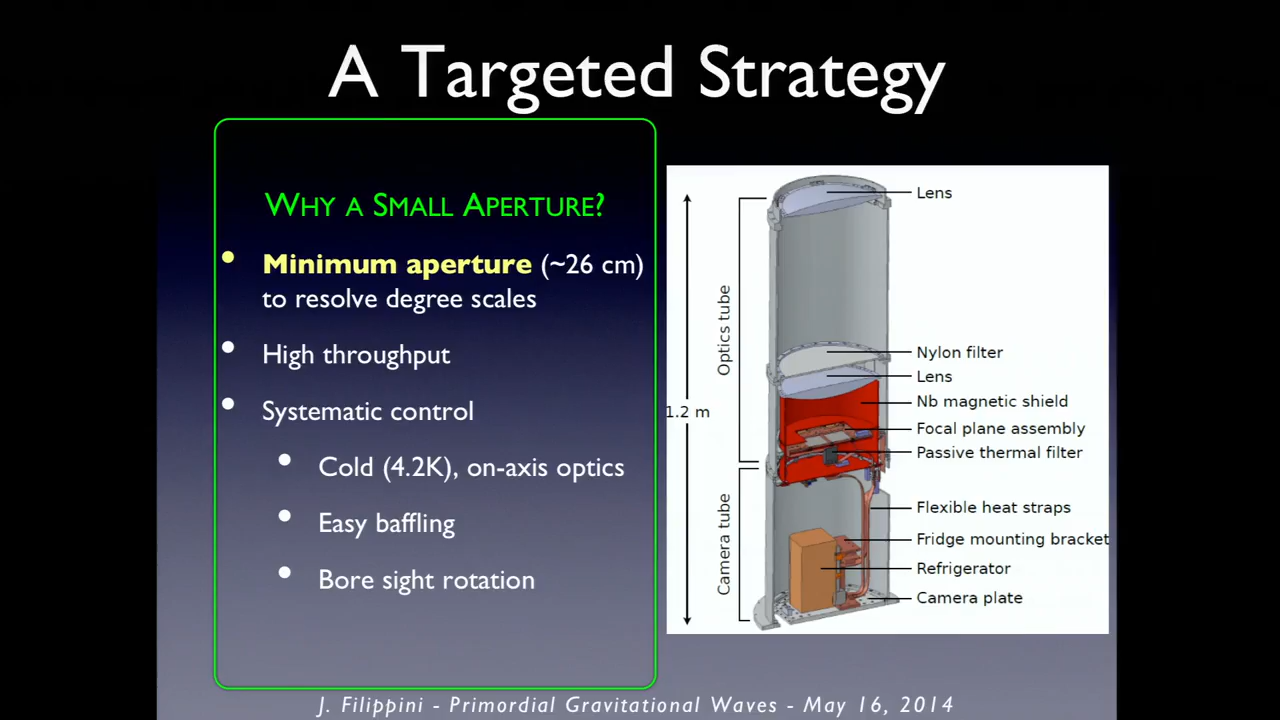 A Targeted Strategy
WHY A SMALL APERTURE?
• Minimum aperture (~26 cm)
to resolve degree scales
• High throughput
• Systematic control
• Cold (4.2K), on-axis optics
• Easy baffling
• Bore sight rotation
1.2 m
Optics tube
Camera tube
Lens
Nylon filter
Lens
Nb magnetic shield
Focal plane assembly
Passive thermal filter
Flexible heat straps
Fridge mounting bracket
Refrigerator
Camera plate
J. Filippini - Primordial Gravitational Waves - May 16, 2014